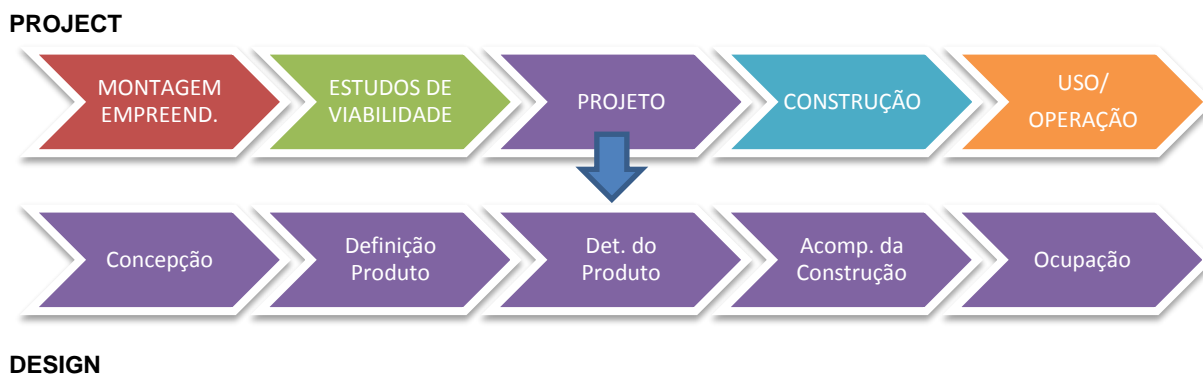 PROJECT
MONTAGEM
EMPREEND.
ESTUDOS DE
VIABILIDADE
PROJETO
CONSTRUÇÃO
USO/
OPERAÇÃO
Concepção
Definição
Produto
Det. do
Produto
Acomp. da
Construção
Ocupação
DESIGN